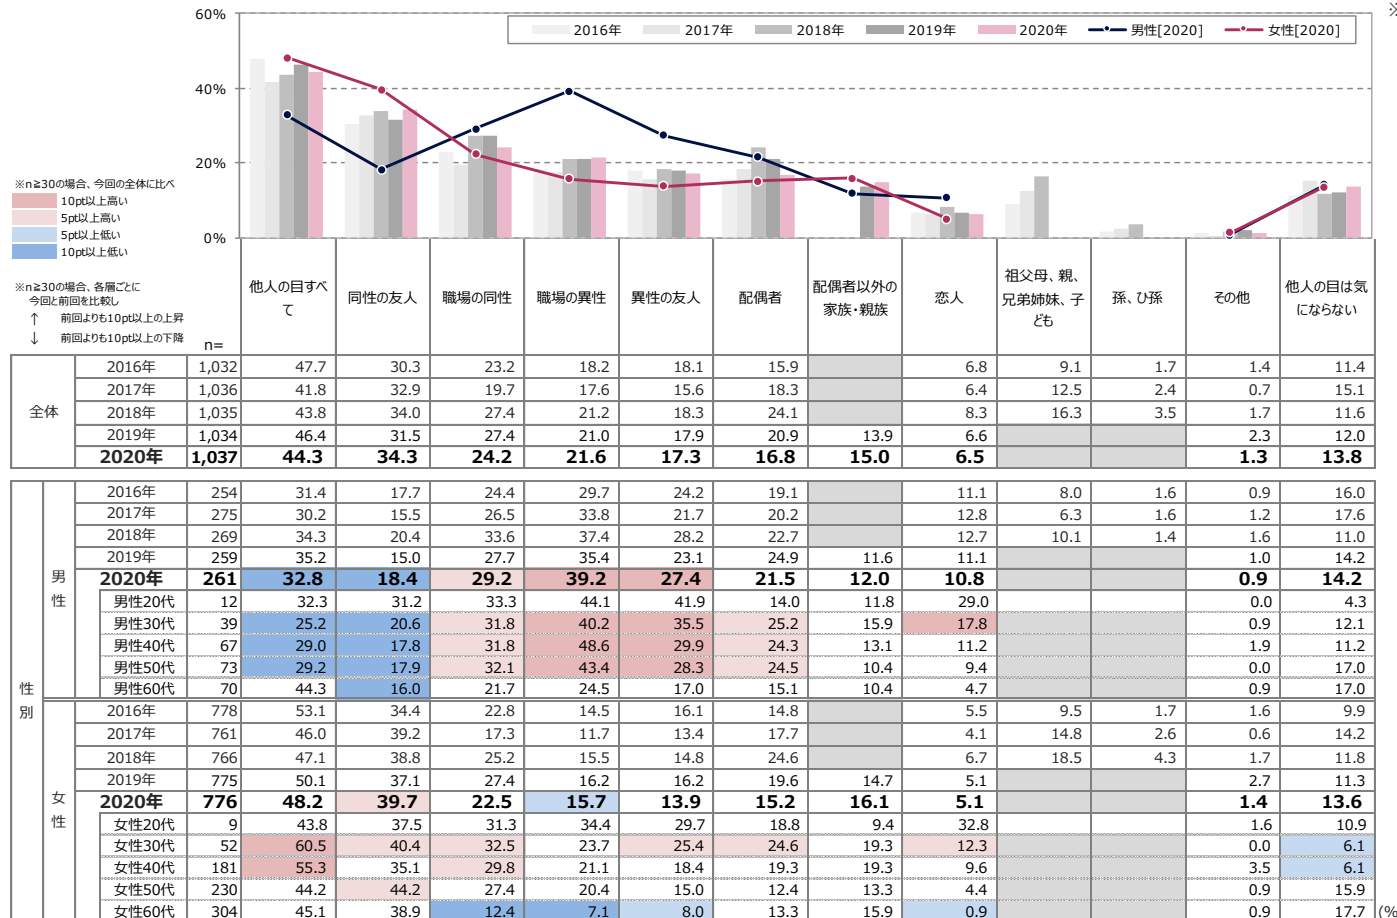 ※
60%
2016年 2017年 2018年 2019年 2020年 男性[2020] 女性[2020]
40%
20%
0%
※n≧30の場合、今回の全体に比べ
10pt以上高い
5pt以上高い
5pt以上低い
10pt以上低い
※n≧30の場合、各層ごとに
今回と前回を比較し
↑ 前回よりも10pt以上の上昇
↓ 前回よりも10pt以上の下降
n=
他人の目すべ
て
同性の友人
職場の同性
職場の異性
異性の友人
配偶者
配偶者以外の
家族・親族
恋人
祖父母、親、
兄弟姉妹、子
ども
孫、ひ孫
その他
他人の目は気
にならない
全体
2016年 1,032 47.7 30.3 23.2 18.2 18.1 15.9 6.8 9.1 1.7 1.4 11.4
2017年 1,036 41.8 32.9 19.7 17.6 15.6 18.3 6.4 12.5 2.4 0.7 15.1
2018年 1,035 43.8 34.0 27.4 21.2 18.3 24.1 8.3 16.3 3.5 1.7 11.6
2019年 1,034 46.4 31.5 27.4 21.0 17.9 20.9 13.9 6.6 2.3 12.0
2020年 1,037 44.3 34.3 24.2 21.6 17.3 16.8 15.0 6.5 1.3 13.8
性
別
男
性
2016年 254 31.4 17.7 24.4 29.7 24.2 19.1 11.1 8.0 1.6 0.9 16.0
2017年 275 30.2 15.5 26.5 33.8 21.7 20.2 12.8 6.3 1.6 1.2 17.6
2018年 269 34.3 20.4 33.6 37.4 28.2 22.7 12.7 10.1 1.4 1.6 11.0
2019年 259 35.2 15.0 27.7 35.4 23.1 24.9 11.6 11.1 1.0 14.2
2020年 261 32.8 18.4 29.2 39.2 27.4 21.5 12.0 10.8 0.9 14.2
男性20代 12 32.3 31.2 33.3 44.1 41.9 14.0 11.8 29.0 0.0 4.3
男性30代 39 25.2 20.6 31.8 40.2 35.5 25.2 15.9 17.8 0.9 12.1
男性40代 67 29.0 17.8 31.8 48.6 29.9 24.3 13.1 11.2 1.9 11.2
男性50代 73 29.2 17.9 32.1 43.4 28.3 24.5 10.4 9.4 0.0 17.0
男性60代 70 44.3 16.0 21.7 24.5 17.0 15.1 10.4 4.7 0.9 17.0
女
性
2016年 778 53.1 34.4 22.8 14.5 16.1 14.8 5.5 9.5 1.7 1.6 9.9
2017年 761 46.0 39.2 17.3 11.7 13.4 17.7 4.1 14.8 2.6 0.6 14.2
2018年 766 47.1 38.8 25.2 15.5 14.8 24.6 6.7 18.5 4.3 1.7 11.8
2019年 775 50.1 37.1 27.4 16.2 16.2 19.6 14.7 5.1 2.7 11.3
2020年 776 48.2 39.7 22.5 15.7 13.9 15.2 16.1 5.1 1.4 13.6
女性20代 9 43.8 37.5 31.3 34.4 29.7 18.8 9.4 32.8 1.6 10.9
女性30代 52 60.5 40.4 32.5 23.7 25.4 24.6 19.3 12.3 0.0 6.1
女性40代 181 55.3 35.1 29.8 21.1 18.4 19.3 19.3 9.6 3.5 6.1
女性50代 230 44.2 44.2 27.4 20.4 15.0 12.4 13.3 4.4 0.9 15.9
女性60代 304 45.1 38.9 12.4 7.1 8.0 13.3 15.9 0.9 0.9 17.7 (%